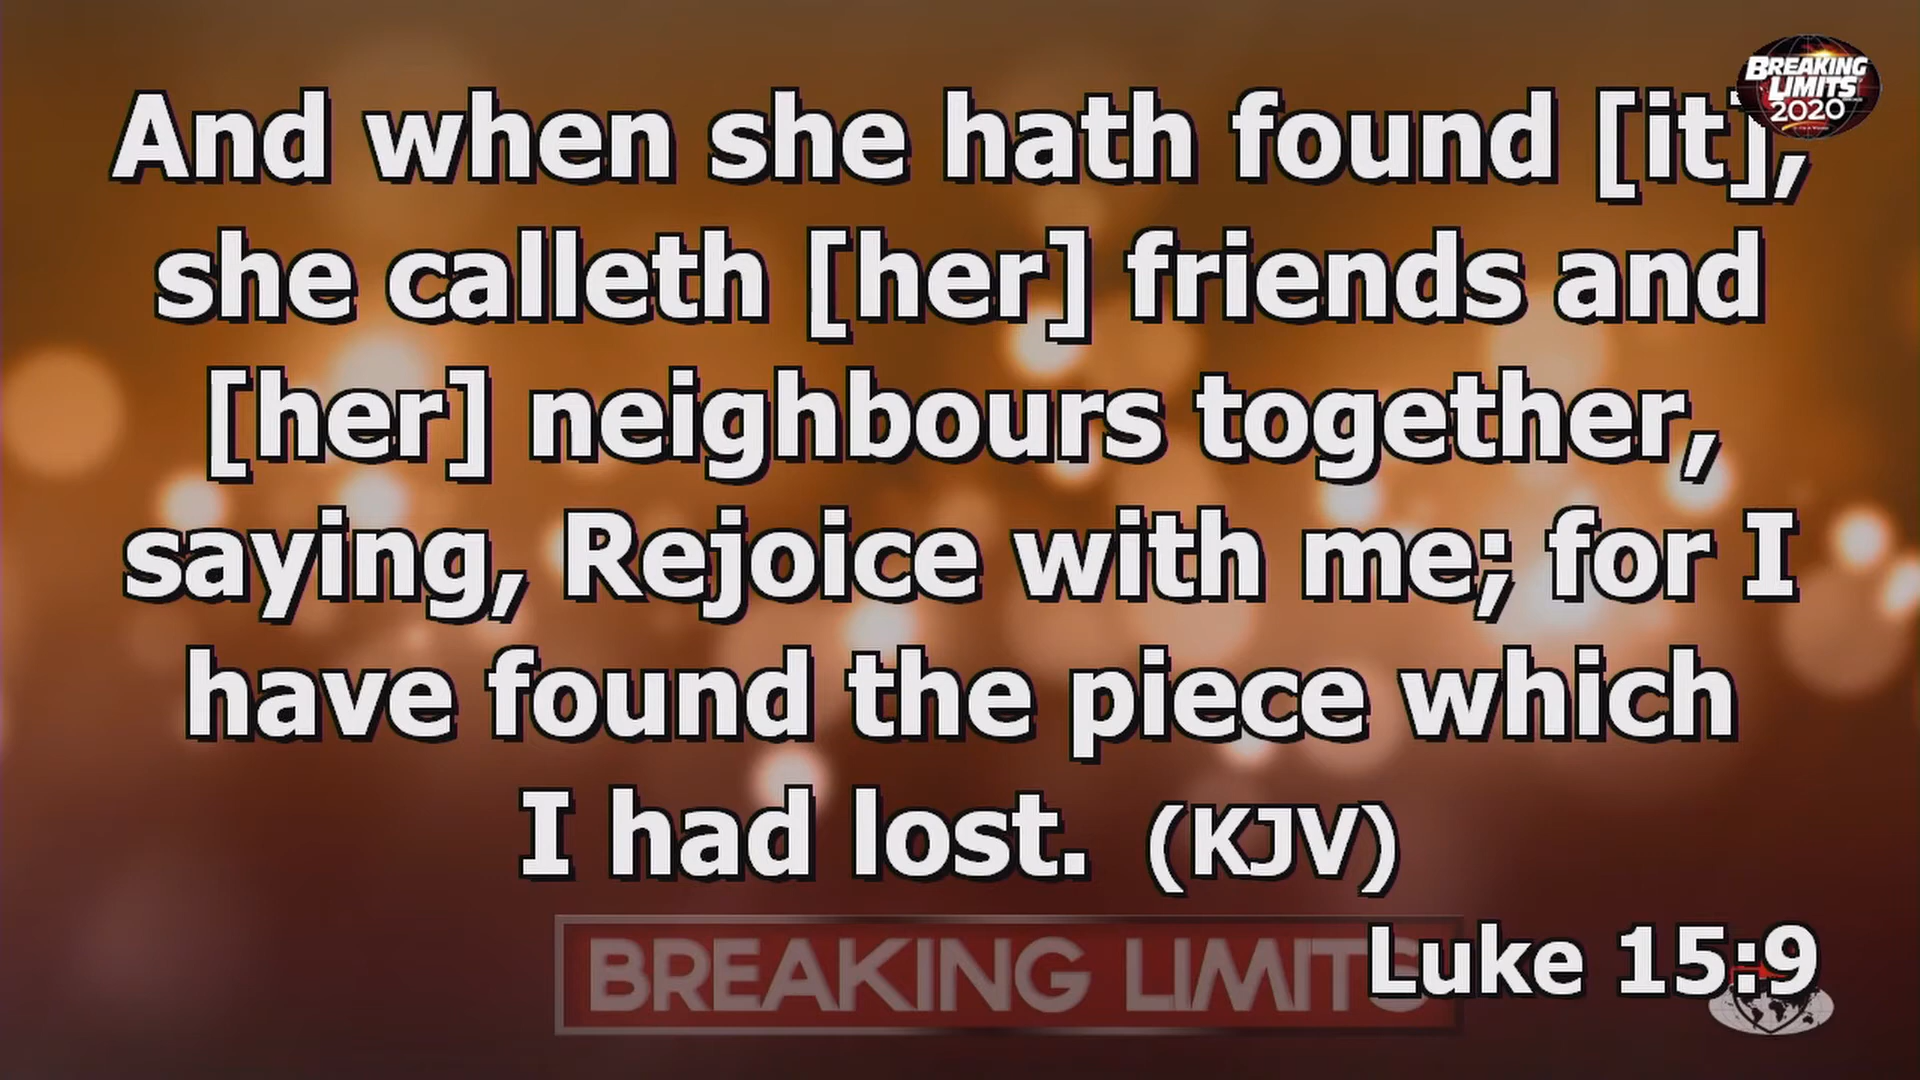 BREAKING
LIMITS
2020
And when she hath found [it],
she calleth [her] friends and
[her] neighbours together,
saying, Rejoice with me; for I
have found the piece which
I had lost. (KJV)
Luke 15:9
BREAKING LIMITS